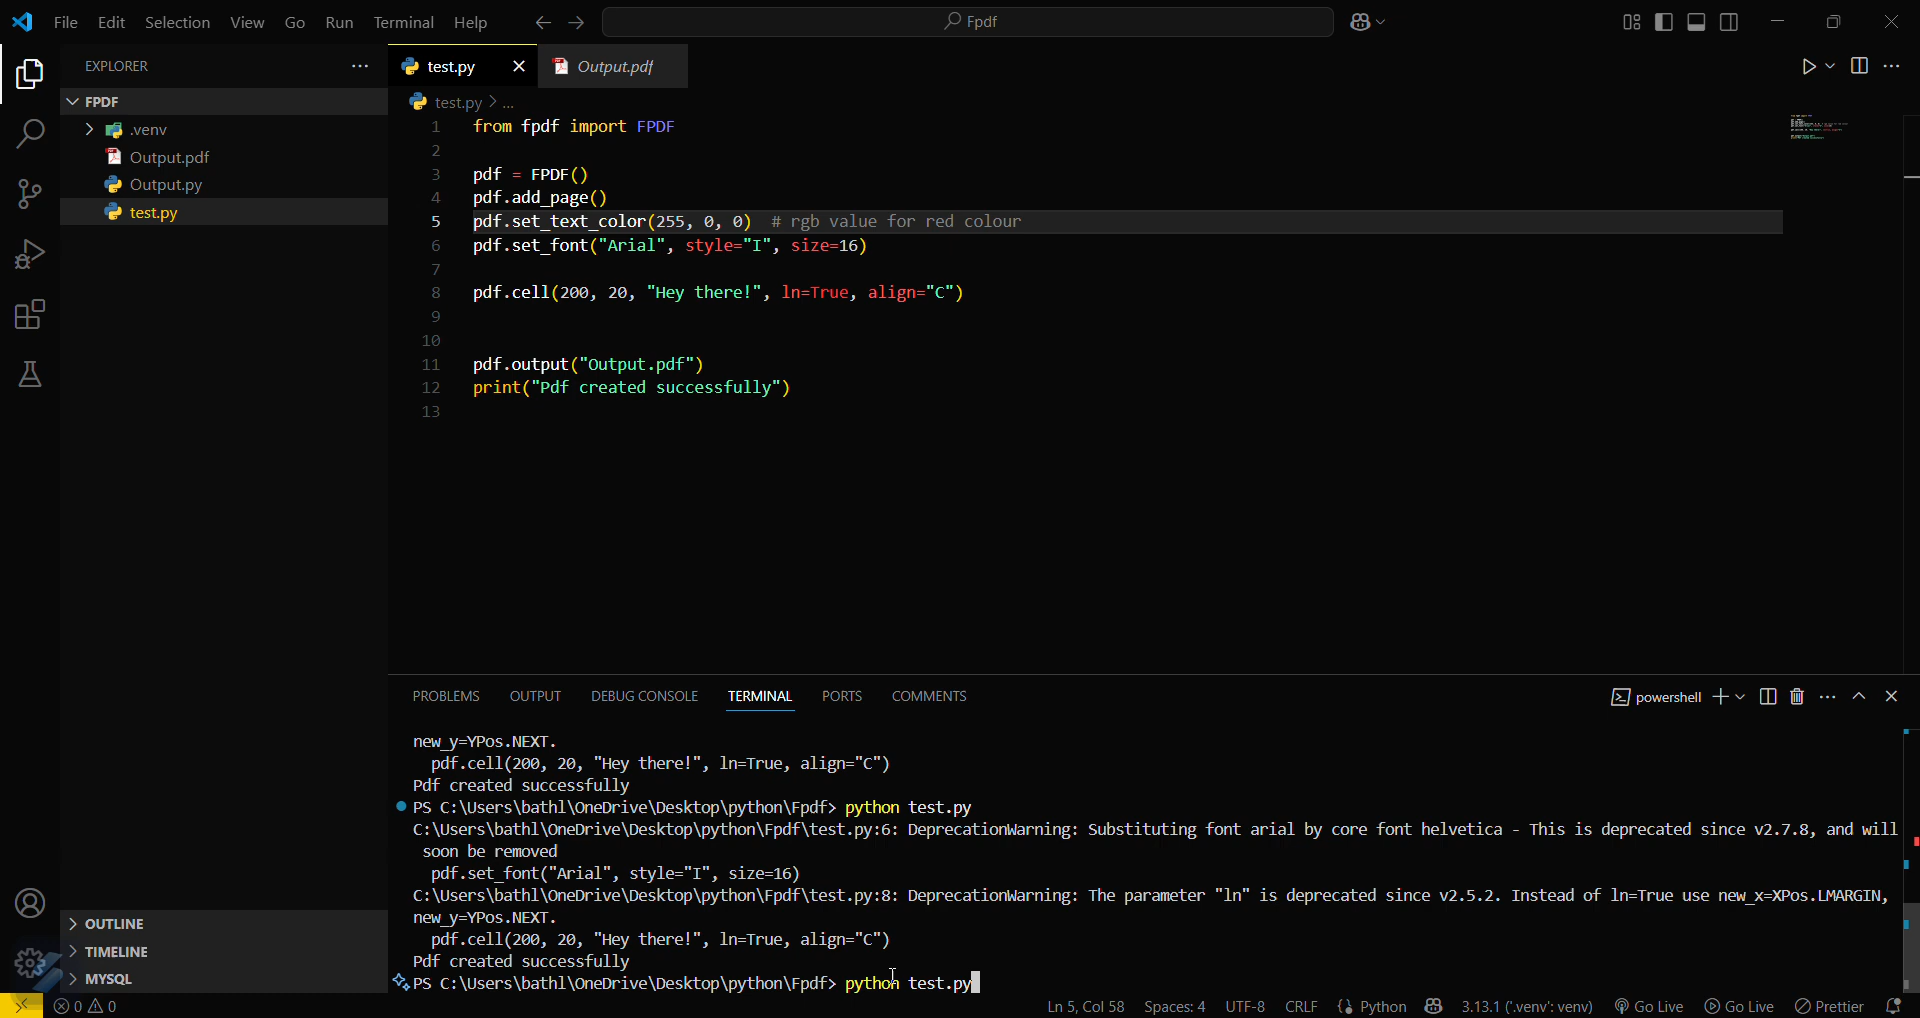 File Edit Selection View Go Run Terminal Help
Fpdf
EXPLORER
FPDF
.venv
Output.pdf
Output.py
test.py
OUTLINE
TIMELINE
MYSQL
test.py
Output.pdf
test.py > ...
1 from fpdf import FPDF
2
3 pdf = FPDF()
4 pdf.add_page()
5 pdf.set_text_color(255, 0, 0) # rgb value for red colour
6 pdf.set_font("Arial", style="I", size=16)
7
8 pdf.cell(200, 20, "Hey there!", ln=True, align="C")
9
10
11 pdf.output("Output.pdf")
12 print("Pdf created successfully")
13
PROBLEMS OUTPUT DEBUG CONSOLE TERMINAL PORTS COMMENTS
powershell
new_y=YPos.NEXT.
pdf.cell(200, 20, "Hey there!", ln=True, align="C")
Pdf created successfully
PS C:\Users\bathl\OneDrive\Desktop\python\Fpdf> python test.py
C:\Users\bathl\OneDrive\Desktop\python\Fpdf\test.py:6: DeprecationWarning: Substituting font arial by core font helvetica - This is deprecated since v2.7.8, and will
soon be removed
pdf.set_font("Arial", style="I", size=16)
C:\Users\bathl\OneDrive\Desktop\python\Fpdf\test.py:8: DeprecationWarning: The parameter "ln" is deprecated since v2.5.2. Instead of ln=True use new_x=XPos.LMARGIN,
new_y=YPos.NEXT.
pdf.cell(200, 20, "Hey there!", ln=True, align="C")
Pdf created successfully
PS C:\Users\bathl\OneDrive\Desktop\python\Fpdf> python test.py
0 0 Ln 5, Col 58 Spaces: 4 UTF-8 CRLF Python 3.13.1 ('.venv': venv) Go Live Go Live Prettier